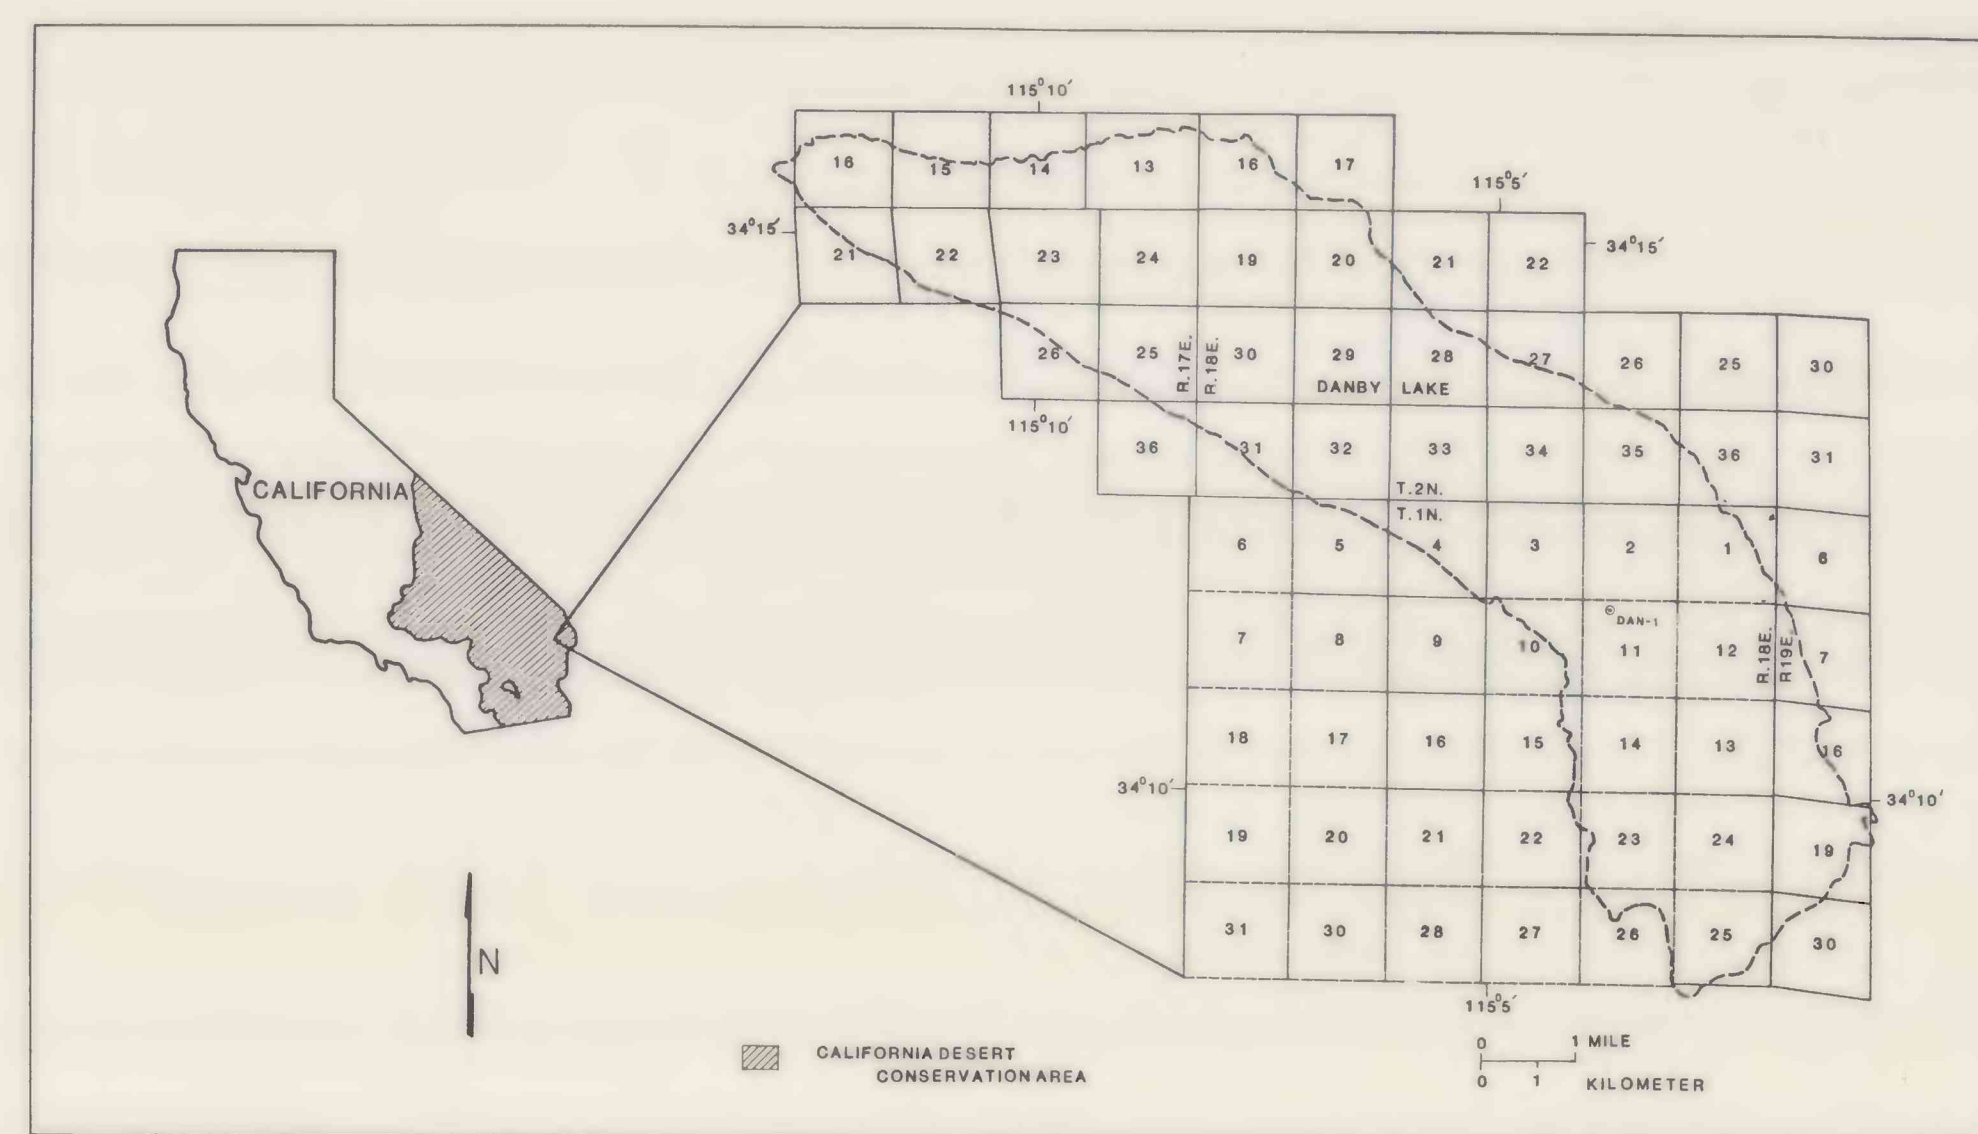 115°10′
16 15 14 13 16 17
115°5′
34°15′
34°15′
21 22 23 24 19 20 21 22
26 25 R.17E. R.18E. 30 29 28 27 26 25 30
DANBY LAKE
115°10′
36 31 32 33 34 35 36 31
T.2N.
CALIFORNIA
T.1N.
6 5 4 3 2 1 6
DAN-1
7 8 9 10 11 12 R.18E. R19E. 7
18 17 16 15 14 13 16
34°10′
34°10′
19 20 21 22 23 24 19
31 30 28 27 26 25 30
N
115°5′
0 1 MILE
0 1 KILOMETER
CALIFORNIA DESERT
CONSERVATION AREA